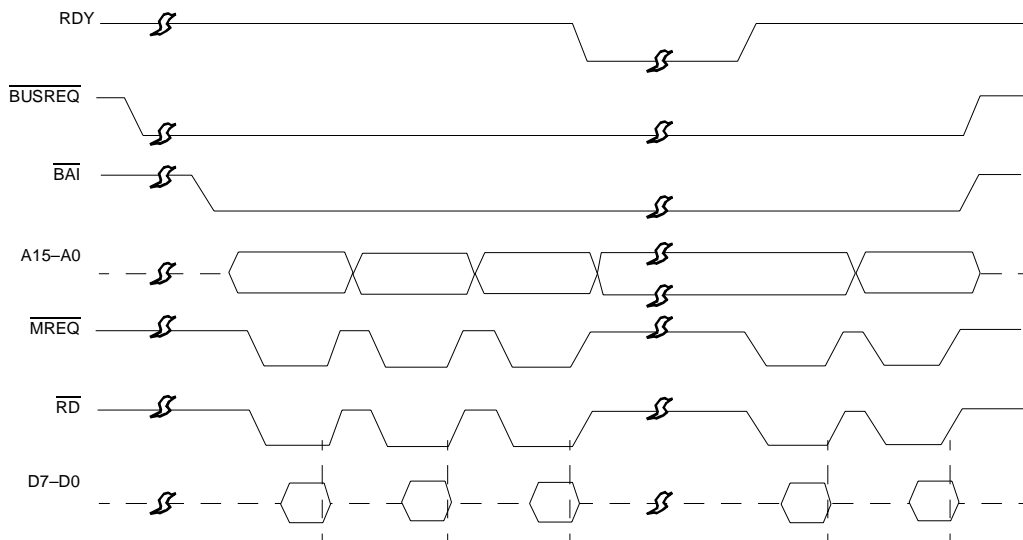 RDY
BUSREQ
BAI
A15–A0
MREQ
RD
D7–D0